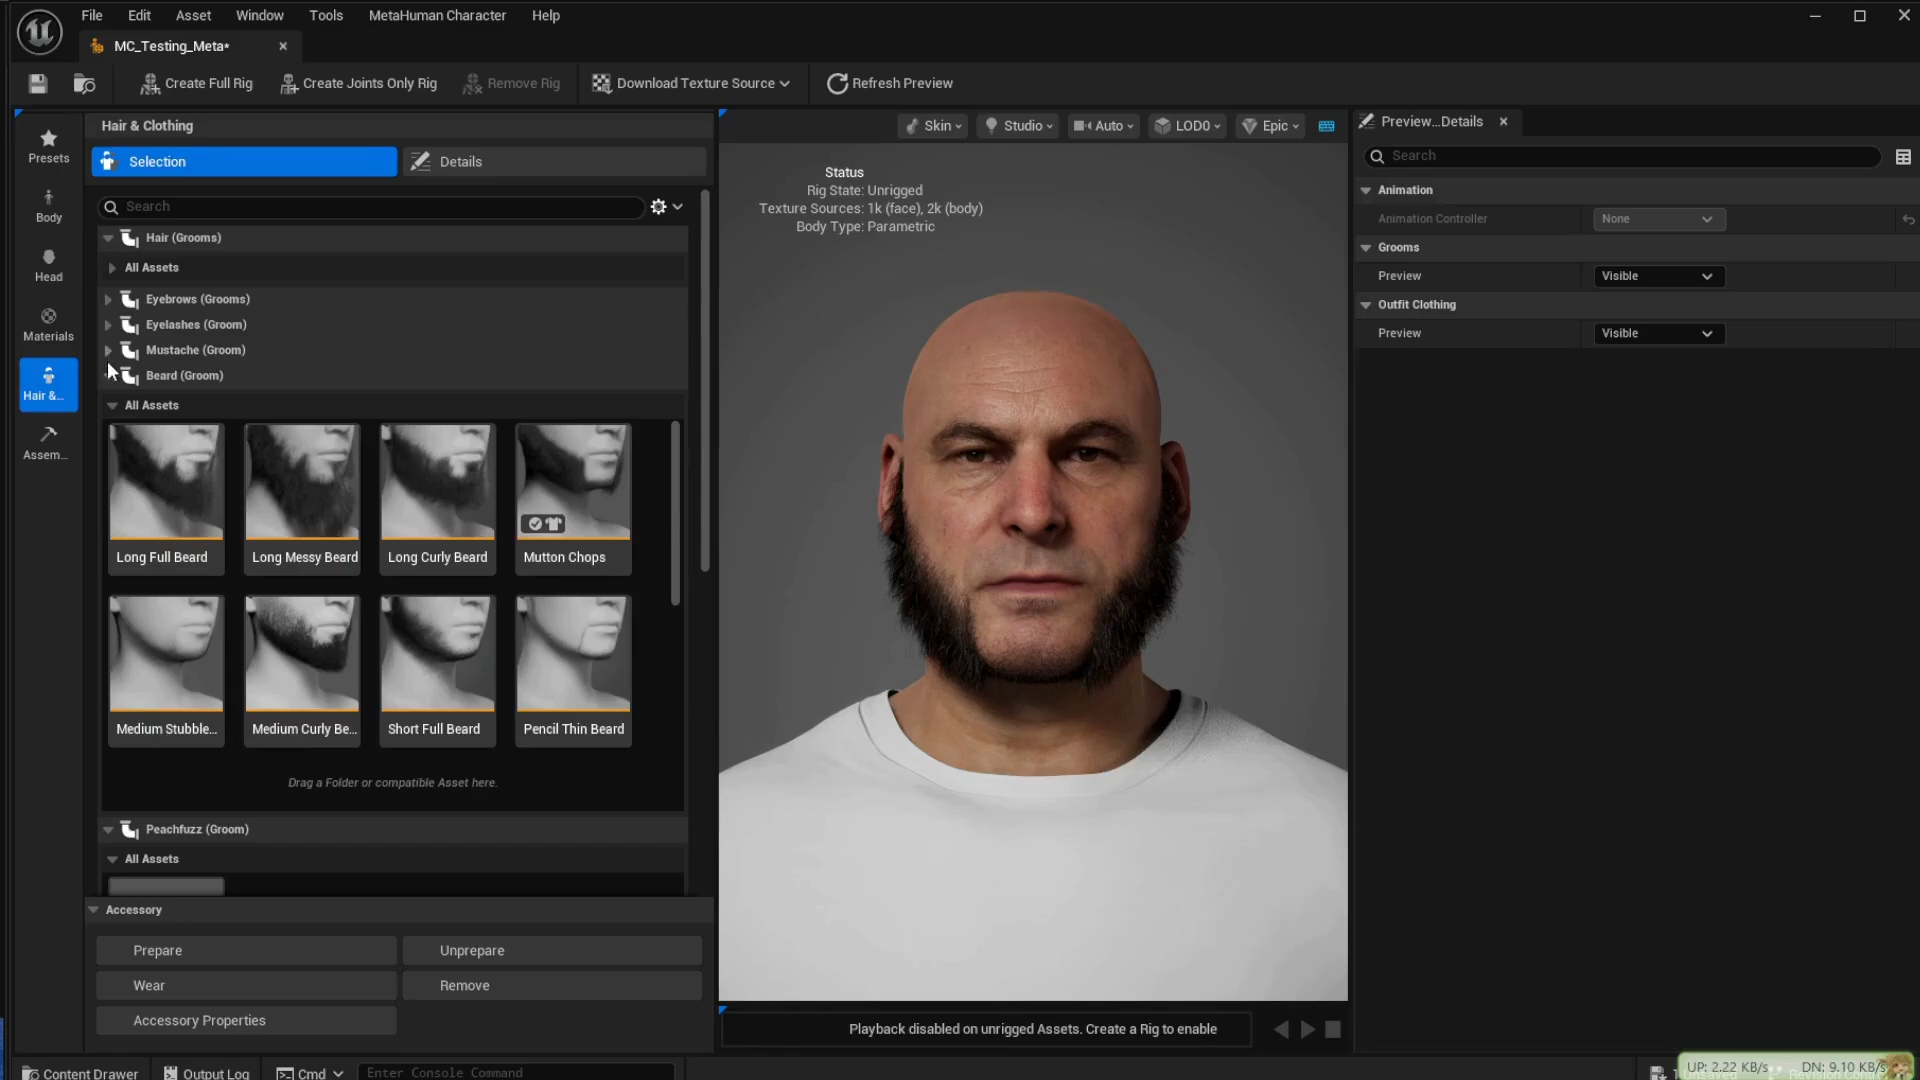 File Edit Asset Window Tools MetaHuman Character Help
MC_Testing_Meta*
Create Full Rig Create Joints Only Rig Remove Rig Download Texture Source Refresh Preview
Presets
Body
Head
Materials
Hair &...
Assem...
Hair & Clothing
Selection Details
Search
Hair (Grooms)
All Assets
Eyebrows (Grooms)
Eyelashes (Groom)
Mustache (Groom)
Beard (Groom)
All Assets
Long Full Beard Long Messy Beard Long Curly Beard Mutton Chops
Medium Stubble... Medium Curly Be... Short Full Beard Pencil Thin Beard
Drag a Folder or compatible Asset here.
Peachfuzz (Groom)
All Assets
Accessory
Prepare Unprepare
Wear Remove
Accessory Properties
Skin Studio Auto LOD0 Epic
Status
Rig State: Unrigged
Texture Sources: 1k (face), 2k (body)
Body Type: Parametric
Playback disabled on unrigged Assets. Create a Rig to enable
Preview...Details
Search
Animation
Animation Controller None
Grooms
Preview Visible
Outfit Clothing
Preview Visible
Content Drawer Output Log Cmd Enter Console Command
UP: 2.22 KB/s DN: 9.10 KB/s